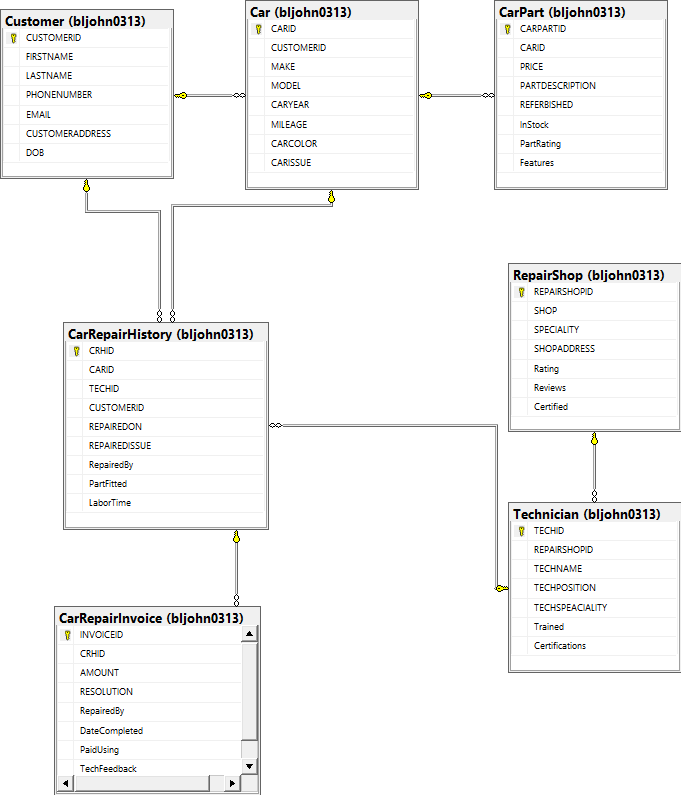 Customer (bljohn0313)
CUSTOMERID
FIRSTNAME
LASTNAME
PHONENUMBER
EMAIL
CUSTOMERADDRESS
DOB
Car (bljohn0313)
CARID
CUSTOMERID
MAKE
MODEL
CARYEAR
MILEAGE
CARCOLOR
CARISSUE
CarPart (bljohn0313)
CARPARTID
CARID
PRICE
PARTDESCRIPTION
REFERBISHED
InStock
PartRating
Features
CarRepairHistory (bljohn0313)
CRHID
CARID
TECHID
CUSTOMERID
REPAIREDON
REPAIREDISSUE
RepairedBy
PartFitted
LaborTime
RepairShop (bljohn0313)
REPAIRSHOPID
SHOP
SPECIALITY
SHOPADDRESS
Rating
Reviews
Certified
Technician (bljohn0313)
TECHID
REPAIRSHOPID
TECHNAME
TECHPOSITION
TECHSPEACIALITY
Trained
Certifications
CarRepairInvoice (bljohn0313)
INVOICEID
CRHID
AMOUNT
RESOLUTION
RepairedBy
DateCompleted
PaidUsing
TechFeedback